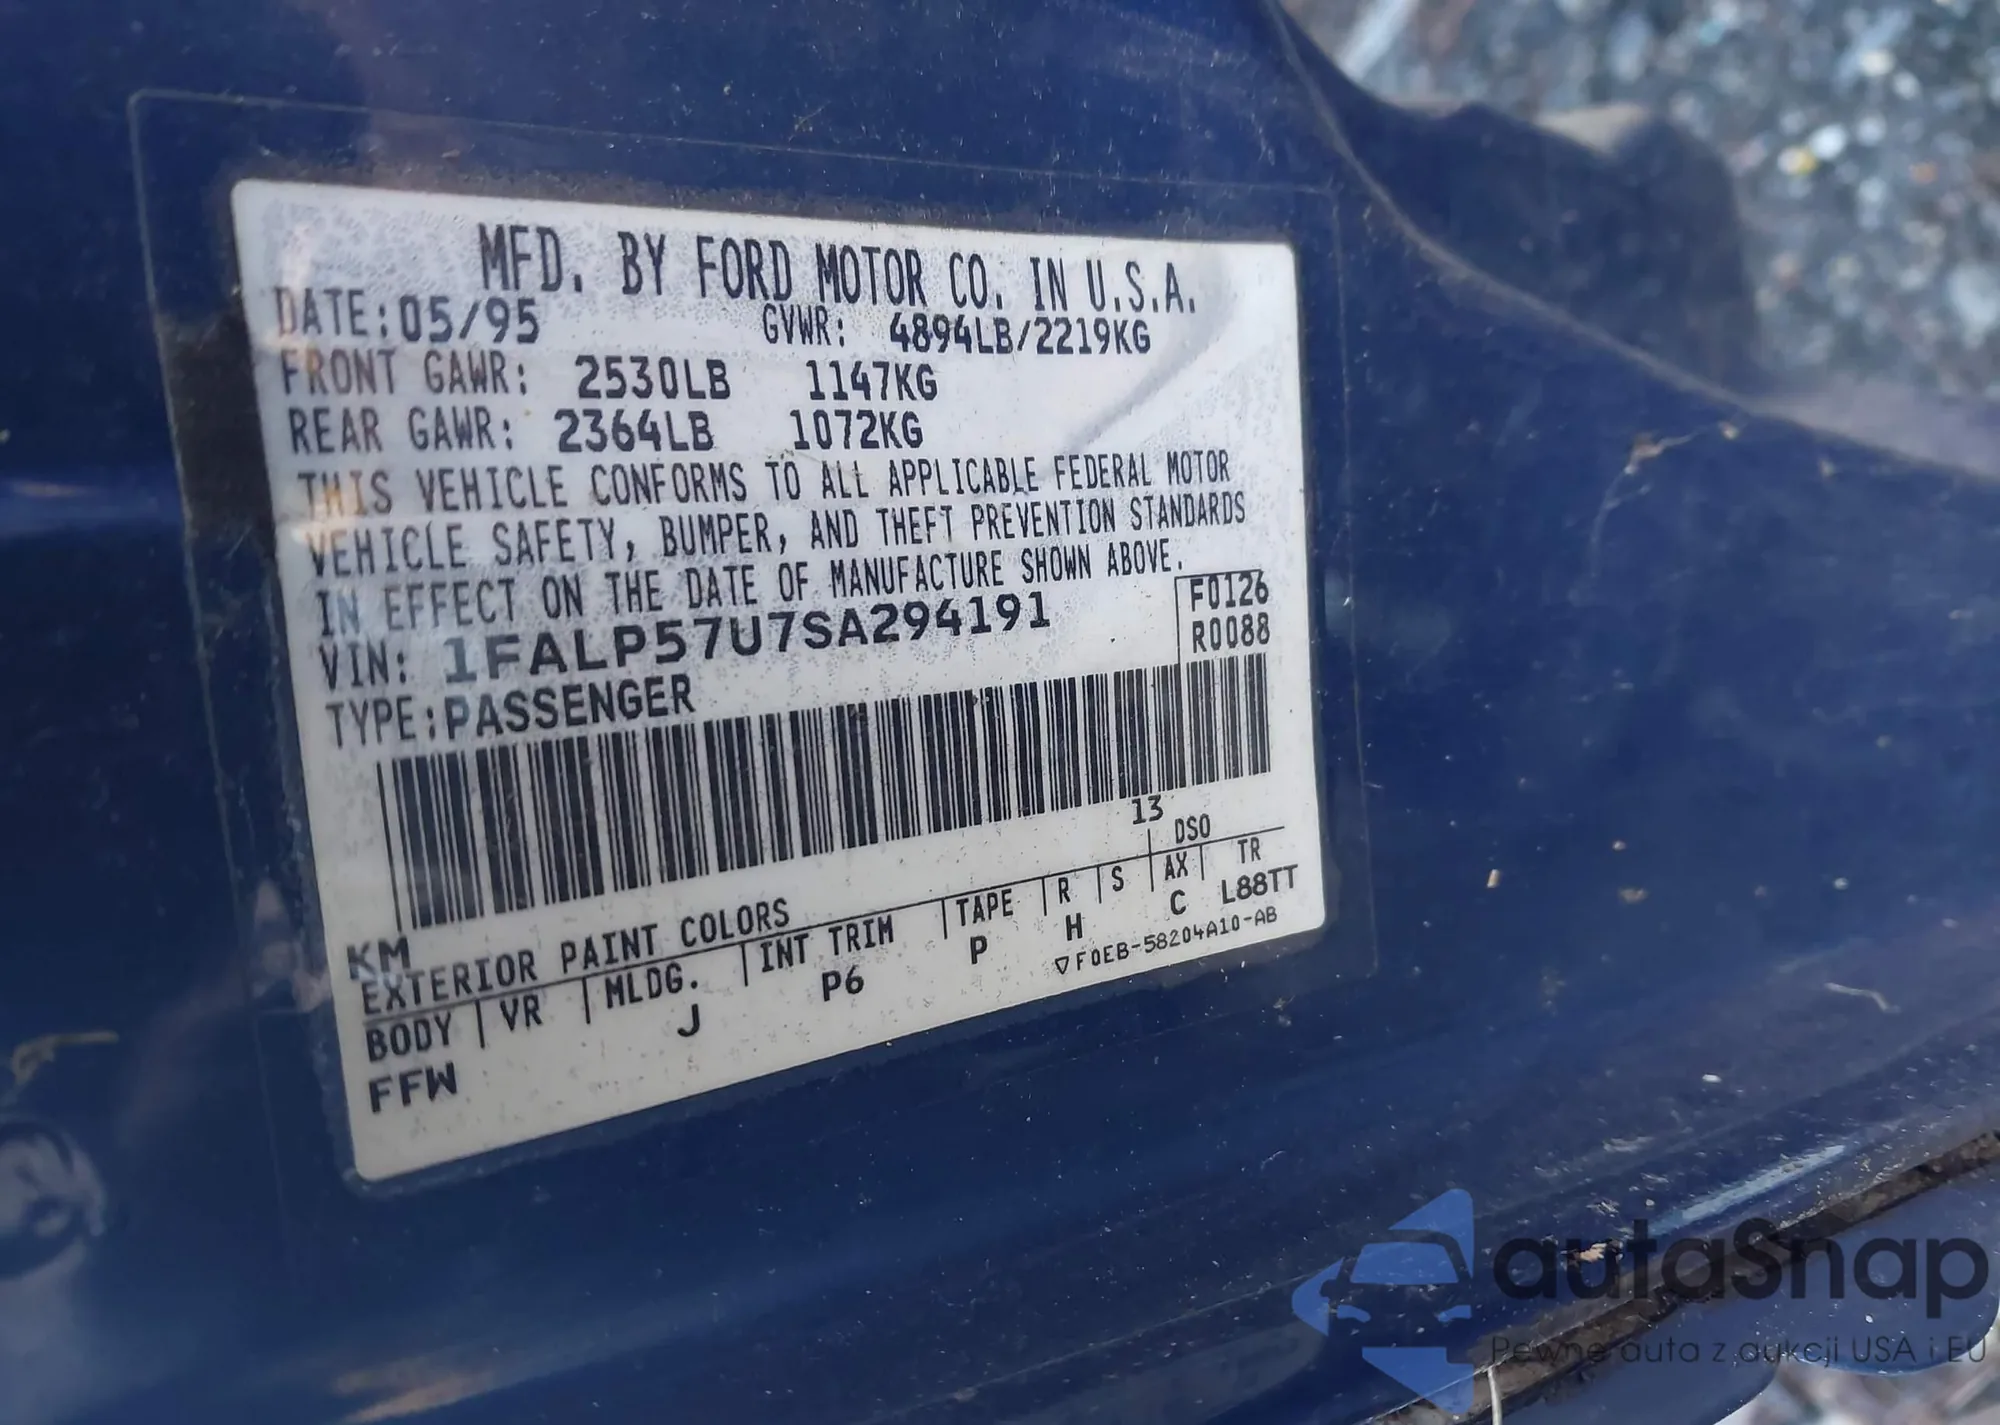 MFD. BY FORD MOTOR CO. IN U.S.A.
DATE:05/95 GVWR: 4894LB/2219KG
FRONT GAWR: 2530LB 1147KG
REAR GAWR: 2364LB 1072KG
THIS VEHICLE CONFORMS TO ALL APPLICABLE FEDERAL MOTOR
VEHICLE SAFETY, BUMPER, AND THEFT PREVENTION STANDARDS
IN EFFECT ON THE DATE OF MANUFACTURE SHOWN ABOVE.
VIN: 1FALP57U7SA294191 F0126
TYPE:PASSENGER R0088
13
KM
EXTERIOR PAINT COLORS DSO
BODY VR MLDG. INT TRIM TAPE R S AX TR
FFW J P6 P H C L88TT
▽F0EB-58204A10-AB
autaSnap
Pewne auta z aukcji USA i EU